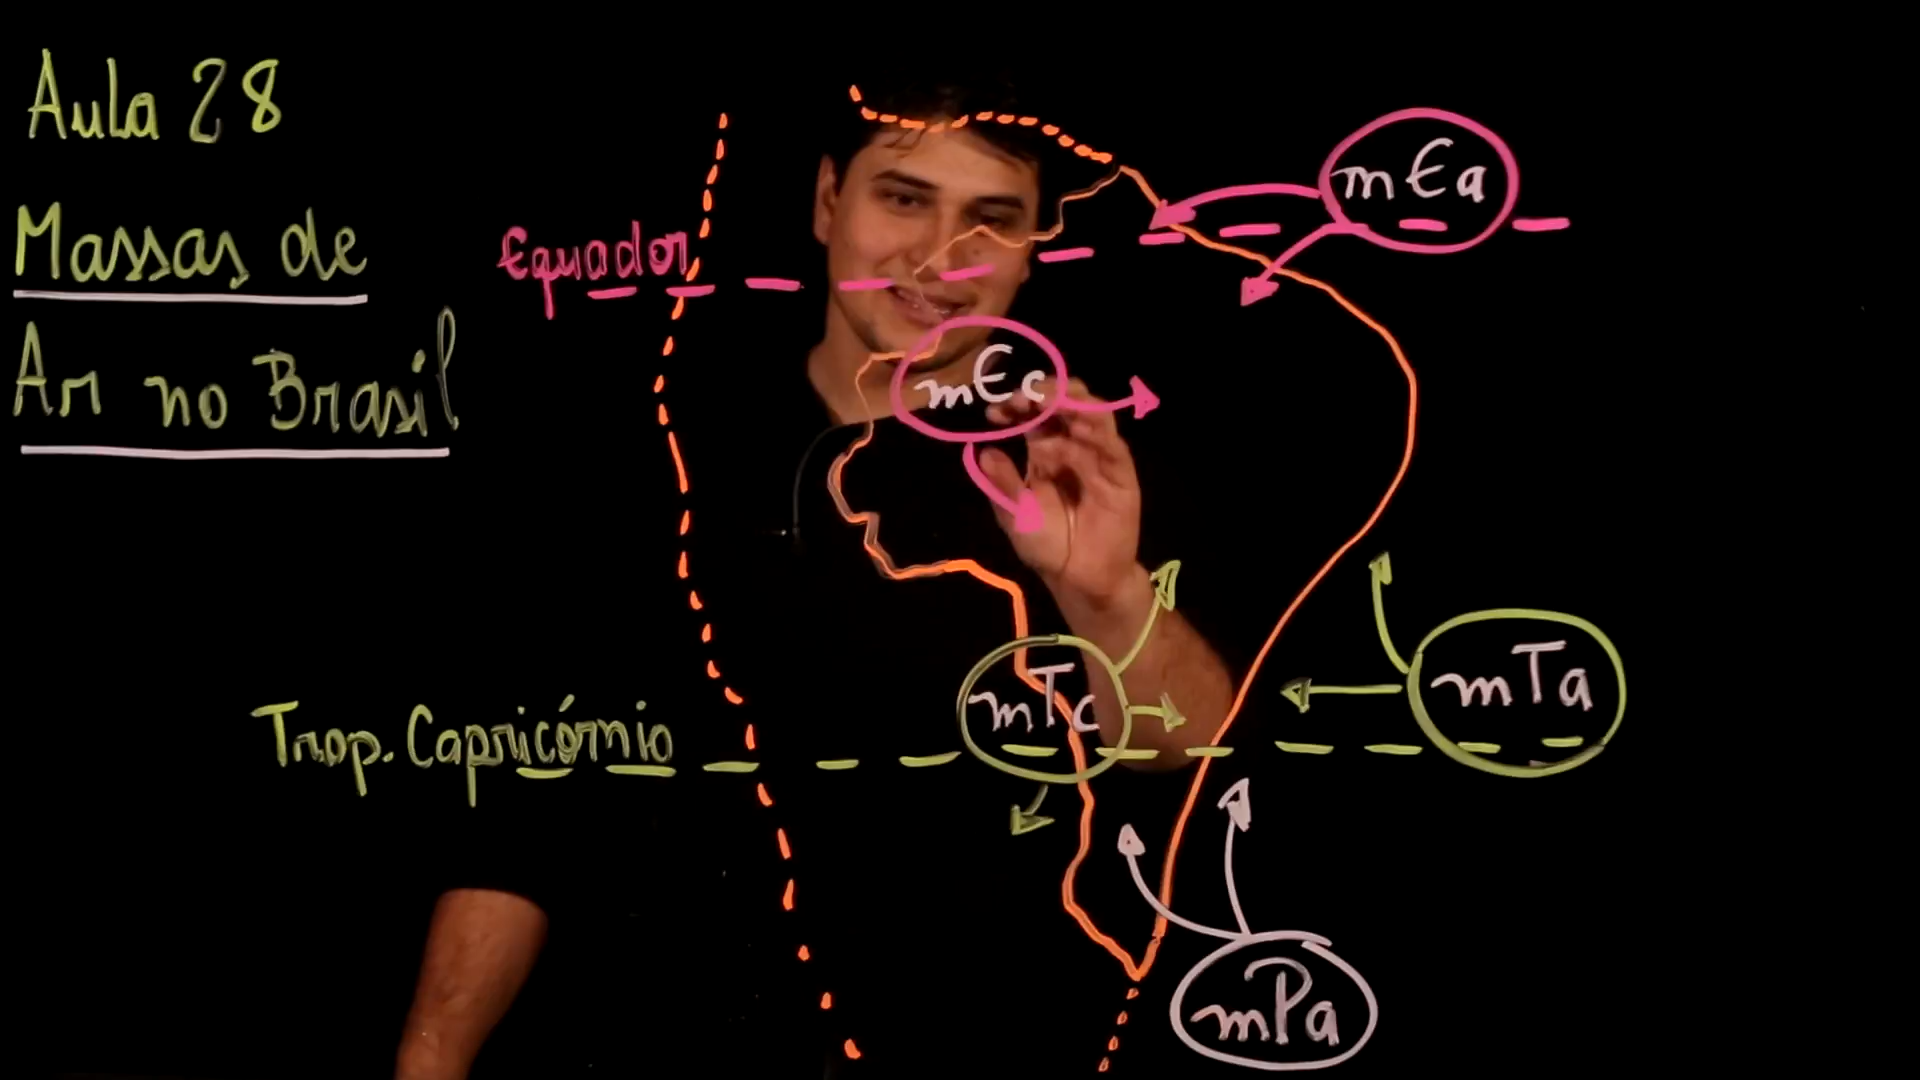 Aula 28
Massas de
Ar no Brasil
Equador
mEa
mEc
Trop. Capricórnio
mTc
mTa
mPa